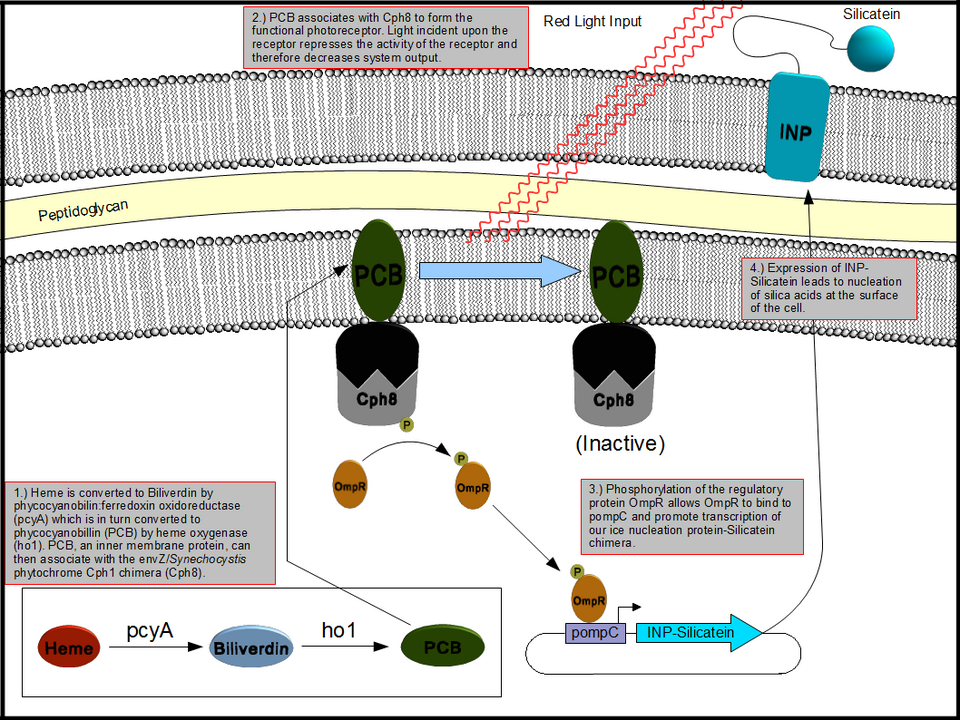 2.) PCB associates with Cph8 to form the
functional photoreceptor. Light incident upon the
receptor represses the activity of the receptor and
therefore decreases system output.
Red Light Input
Silicatein
INP
Peptidoglycan
PCB
PCB
4.) Expression of INP-
Silicatein leads to nucleation
of silica acids at the surface
of the cell.
Cph8
Cph8
P
(Inactive)
OmpR
P
OmpR
1.) Heme is converted to Biliverdin by
phycocyanobilin:ferredoxin oxidoreductase
(pcyA) which is in turn converted to
phycocyanobillin (PCB) by heme oxygenase
(ho1). PCB, an inner membrane protein, can
then associate with the envZ/Synechocystis
phytochrome Cph1 chimera (Cph8).
3.) Phosphorylation of the regulatory
protein OmpR allows OmpR to bind to
pompC and promote transcription of
our ice nucleation protein-Silicatein
chimera.
P
OmpR
pompC
INP-Silicatein
Heme
pcyA
Biliverdin
ho1
PCB